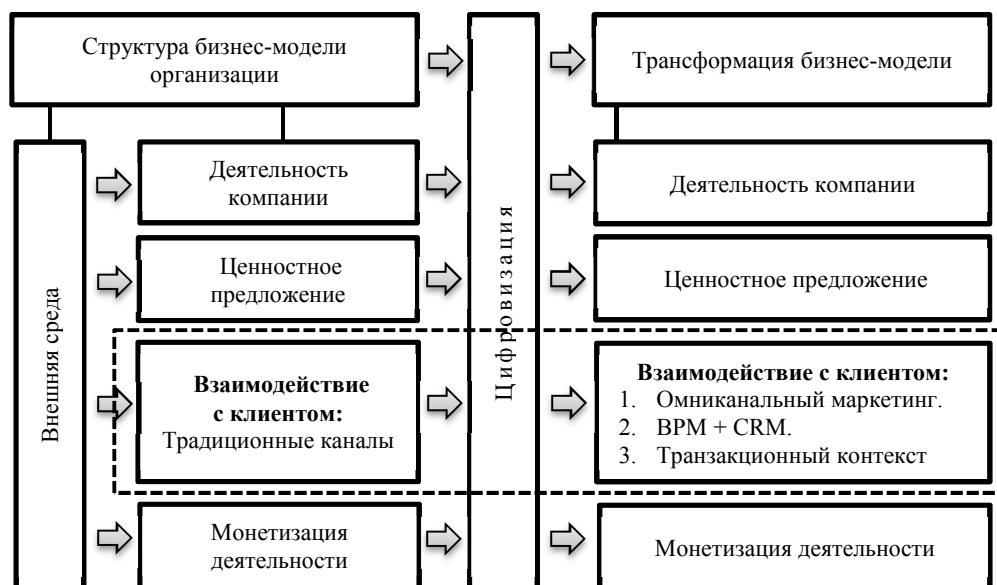 Структура бизнес-модели
организации
Трансформация бизнес-модели
Внешняя среда
Цифровизация
Деятельность
компании
Деятельность компании
Ценностное
предложение
Ценностное предложение
Взаимодействие
с клиентом:
Традиционные каналы
Взаимодействие с клиентом:
1. Омниканальный маркетинг.
2. BPM + CRM.
3. Транзакционный контекст
Монетизация
деятельности
Монетизация деятельности